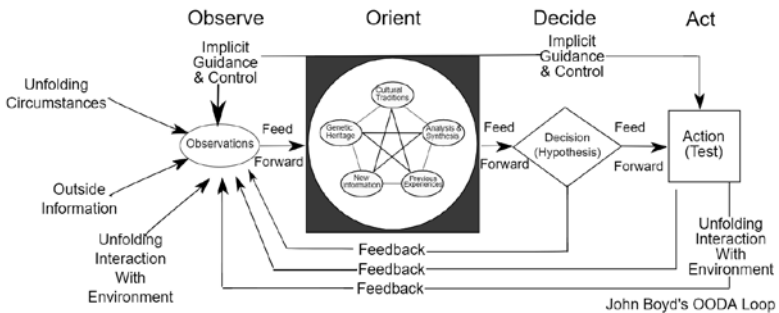 Observe
Orient
Decide
Act
Implicit
Guidance
& Control
Implicit
Guidance
& Control
Unfolding
Circumstances
Observations
Feed
Forward
Cultural
Traditions
Genetic
Heritage
Analysis &
Synthesis
New
Information
Previous
Experiences
Feed
Forward
Decision
(Hypothesis)
Feed
Forward
Action
(Test)
Outside
Information
Unfolding
Interaction
With
Environment
Unfolding
Interaction
With
Environment
Feedback
Feedback
Feedback
John Boyd's OODA Loop